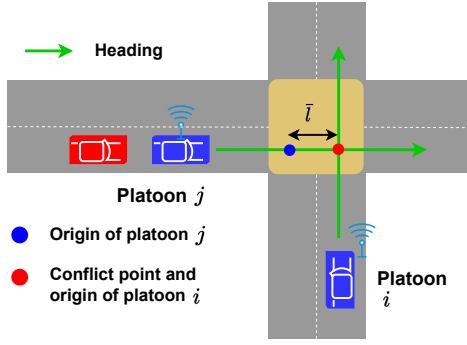 Heading
l̄
Platoon j
Origin of platoon j
Conflict point and
origin of platoon i
Platoon
i